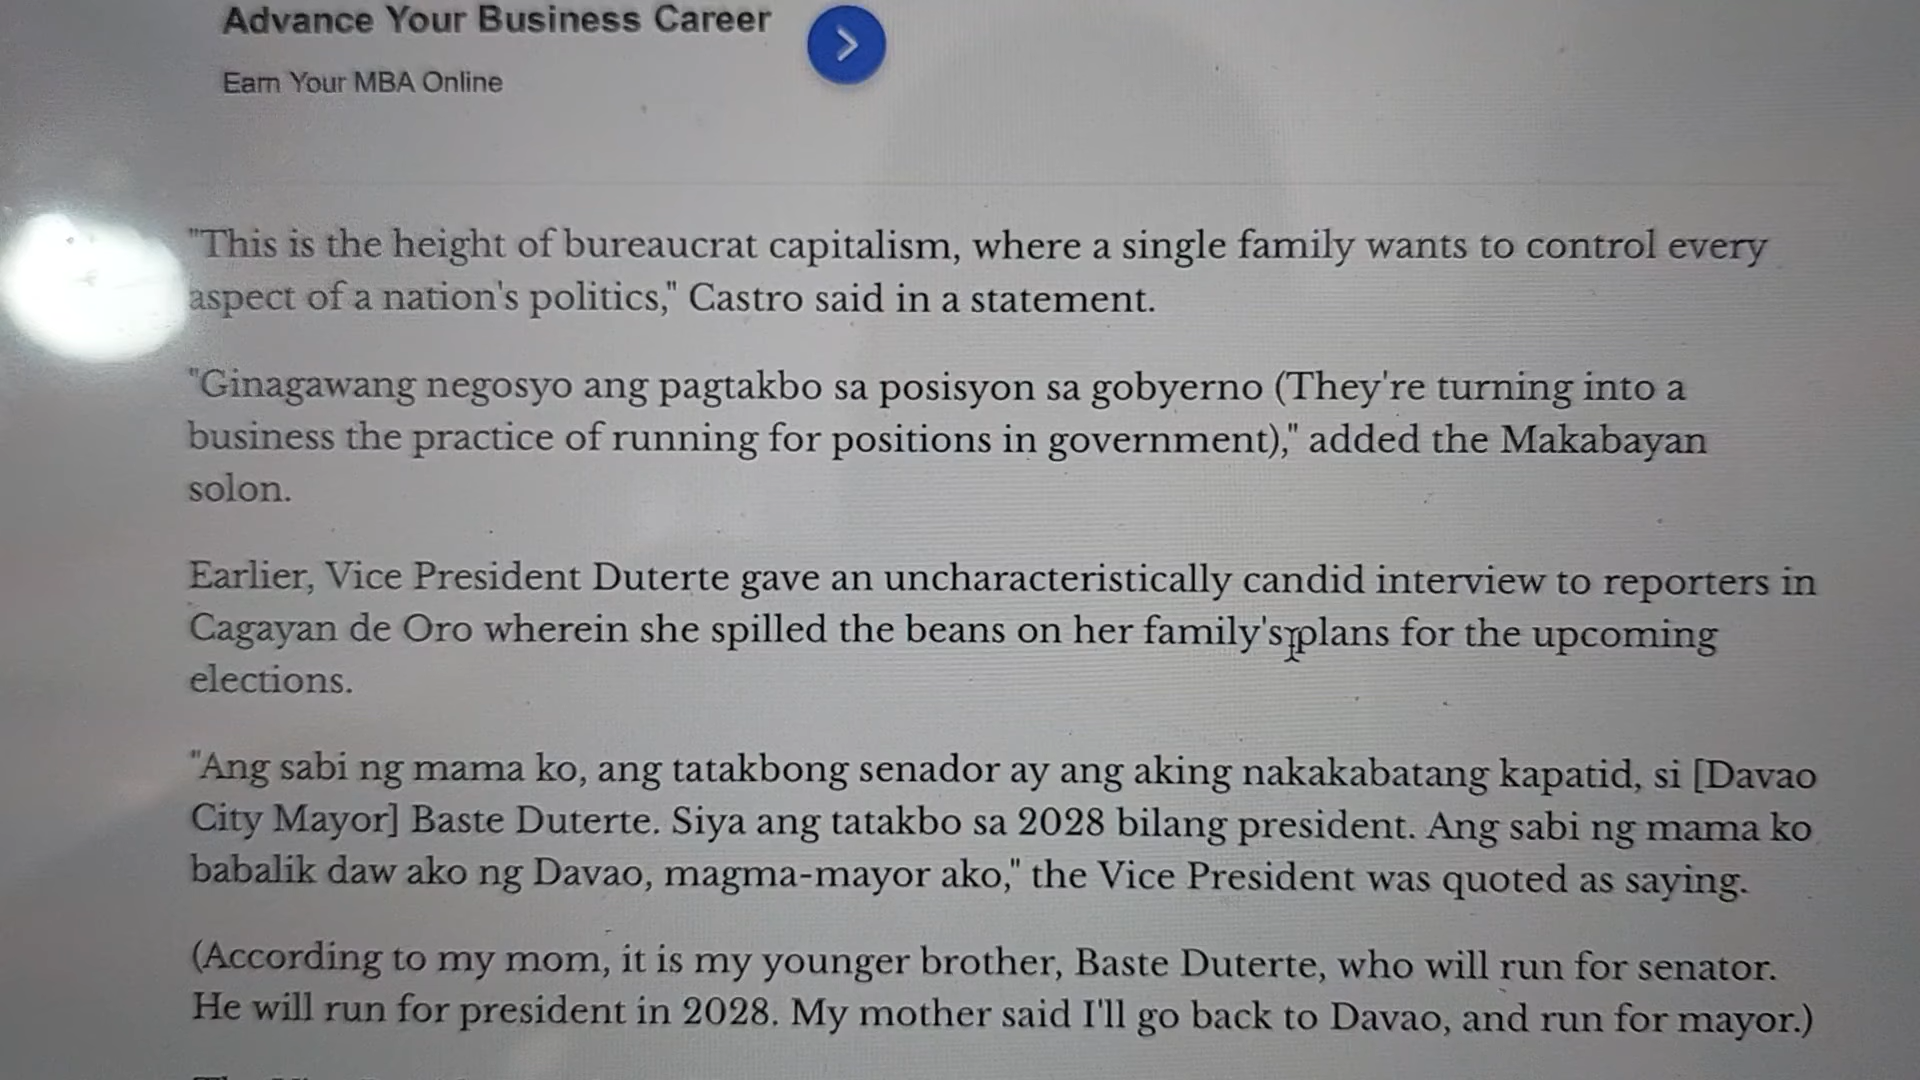 Advance Your Business Career
Earn Your MBA Online
"This is the height of bureaucrat capitalism, where a single family wants to control every
aspect of a nation's politics," Castro said in a statement.
"Ginagawang negosyo ang pagtakbo sa posisyon sa gobyerno (They're turning into a
business the practice of running for positions in government)," added the Makabayan
solon.
Earlier, Vice President Duterte gave an uncharacteristically candid interview to reporters in
Cagayan de Oro wherein she spilled the beans on her family's plans for the upcoming
elections.
"Ang sabi ng mama ko, ang tatakbong senador ay ang aking nakakabatang kapatid, si [Davao
City Mayor] Baste Duterte. Siya ang tatakbo sa 2028 bilang president. Ang sabi ng mama ko
babalik daw ako ng Davao, magma-mayor ako," the Vice President was quoted as saying.
(According to my mom, it is my younger brother, Baste Duterte, who will run for senator.
He will run for president in 2028. My mother said I'll go back to Davao, and run for mayor.)